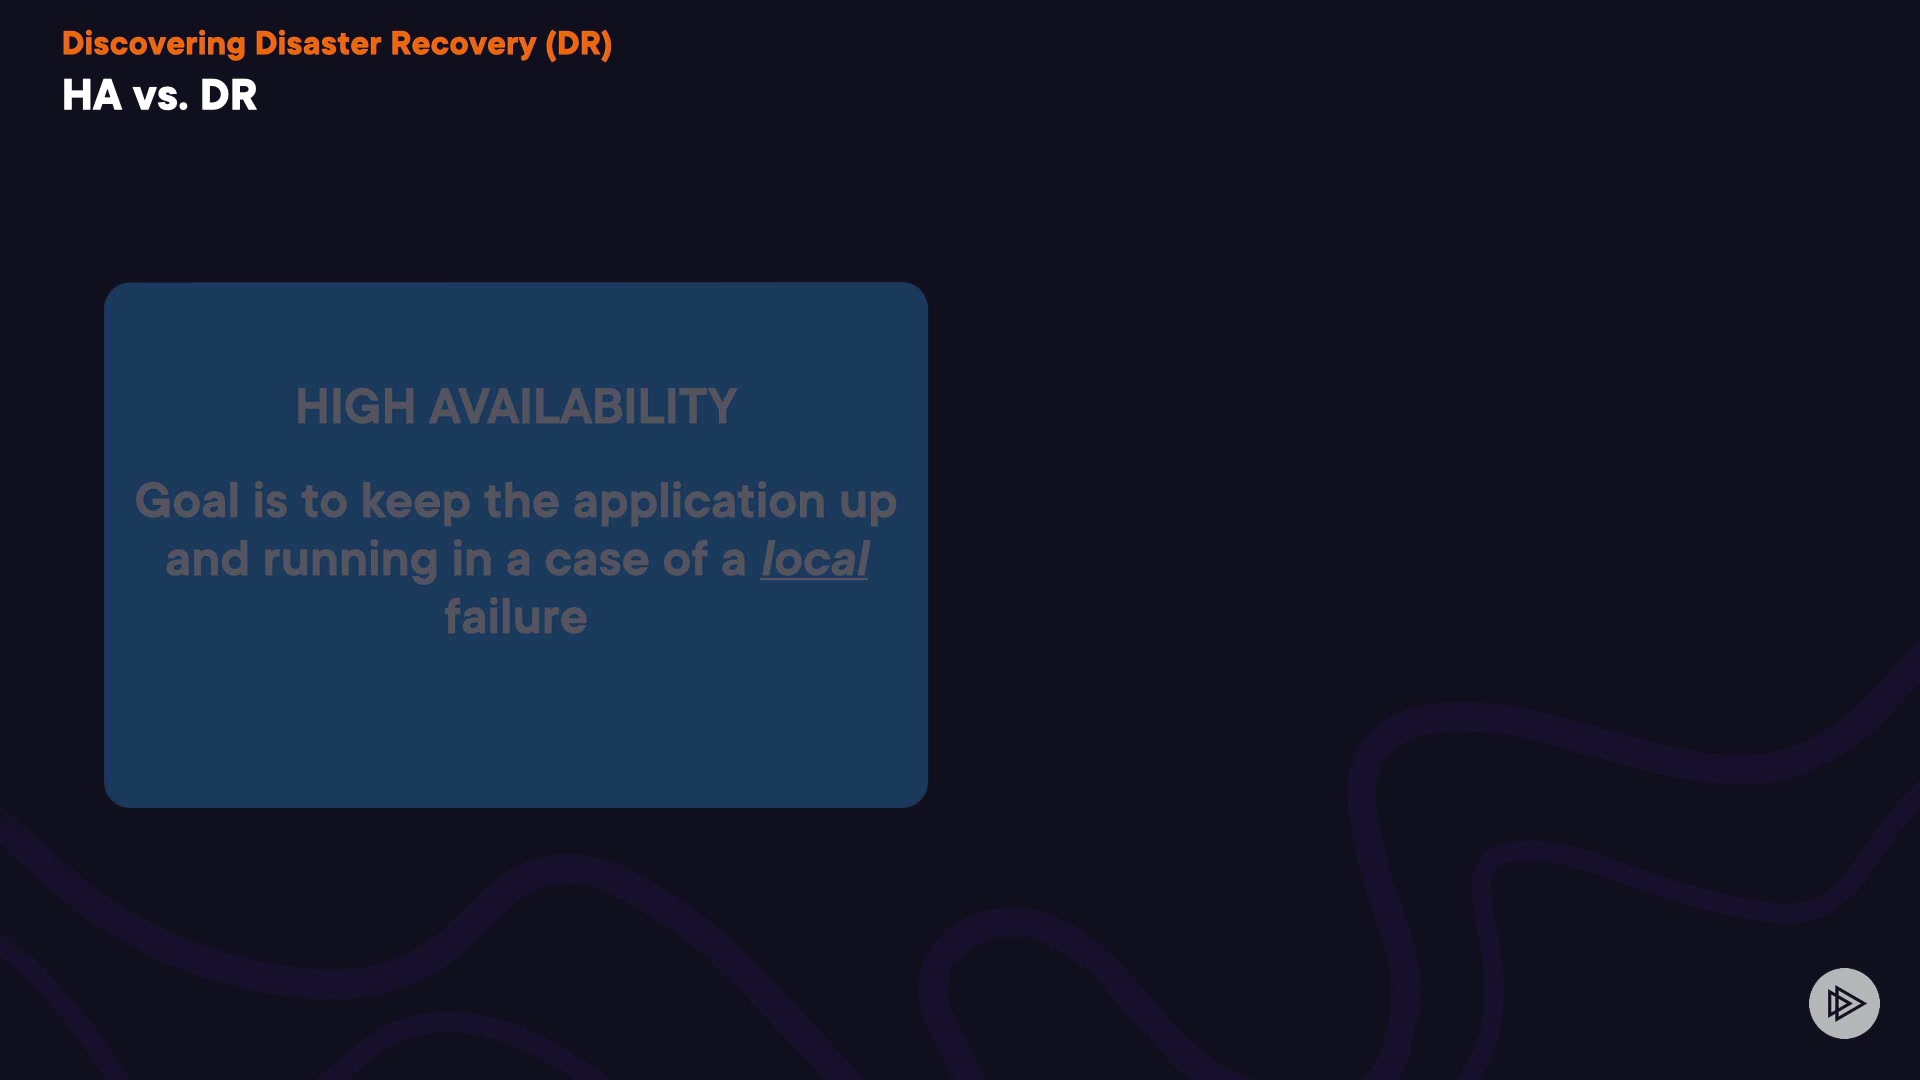 Discovering Disaster Recovery (DR)
HA vs. DR
HIGH AVAILABILITY
Goal is to keep the application up
and running in a case of a local
failure